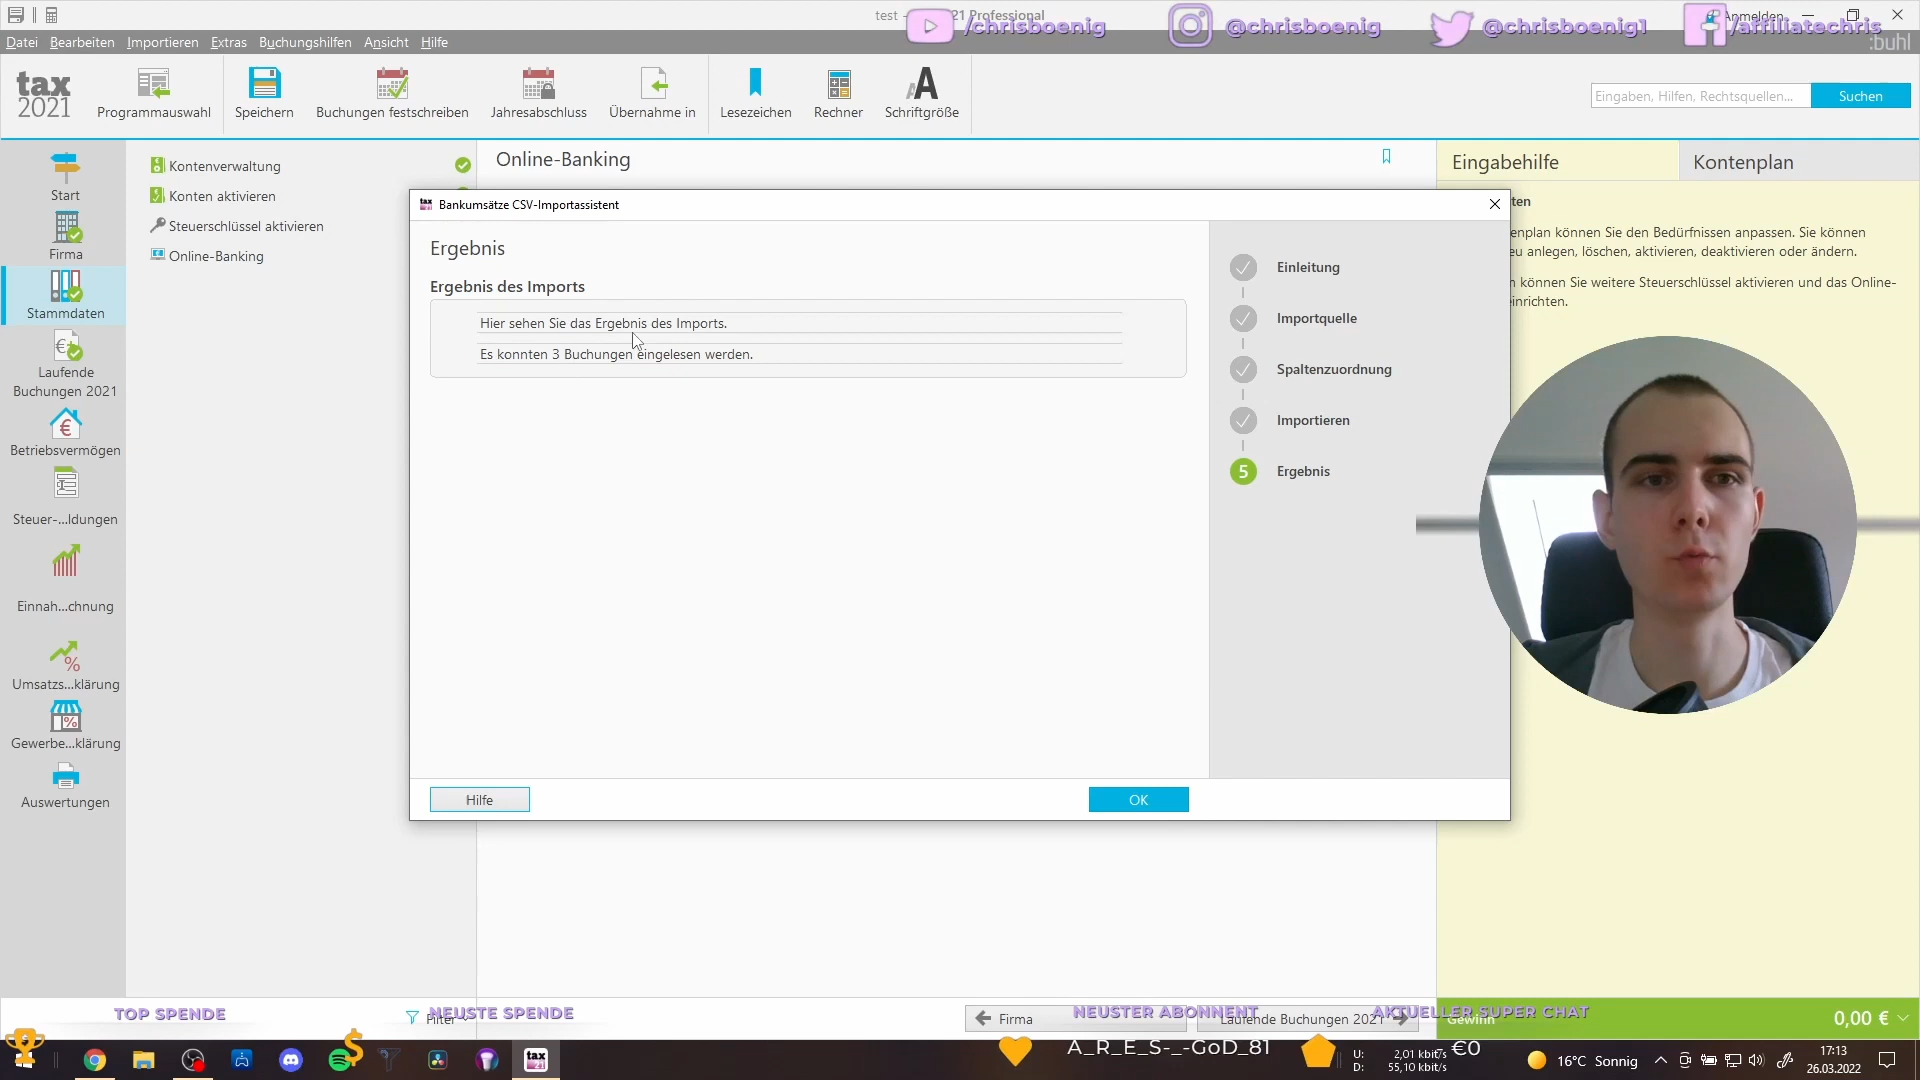 test -
21 Professional
Anmelden
/chrisboenig
@chrisboenig
@chrisboenig1
/affiliatechris
Datei Bearbeiten Importieren Extras Buchungshilfen Ansicht Hilfe
:buhl
tax
2021
Programmauswahl
Speichern
Buchungen festschreiben
Jahresabschluss
Übernahme in
Lesezeichen
Rechner
Schriftgröße
Eingaben, Hilfen, Rechtsquellen...
Suchen
Start
Firma
Stammdaten
Laufende
Buchungen 2021
Betriebsvermögen
Steuer-...ldungen
Einnah...chnung
Umsatzs...klärung
Gewerbe...klärung
Auswertungen
Kontenverwaltung
Konten aktivieren
Steuerschlüssel aktivieren
Online-Banking
Online-Banking
tax
21
Bankumsätze CSV-Importassistent
Ergebnis
Ergebnis des Imports
Hier sehen Sie das Ergebnis des Imports.
Es konnten 3 Buchungen eingelesen werden.
Einleitung
Importquelle
Spaltenzuordnung
Importieren
5 Ergebnis
Hilfe
OK
Eingabehilfe
Kontenplan
ten
enplan können Sie den Bedürfnissen anpassen. Sie können
eu anlegen, löschen, aktivieren, deaktivieren oder ändern.
n können Sie weitere Steuerschlüssel aktivieren und das Online-
einrichten.
Filter
Firma
Laufende Buchungen 2021
Gewinn
0,00 €
TOP SPENDE
NEUSTE SPENDE
NEUSTER ABONNENT
AKTUELLER SUPER CHAT
A_R_E_S-_-GoD_81
€0
tax
21
U: 2,01 kbit/s
D: 55,10 kbit/s
16°C Sonnig
17:13
26.03.2022